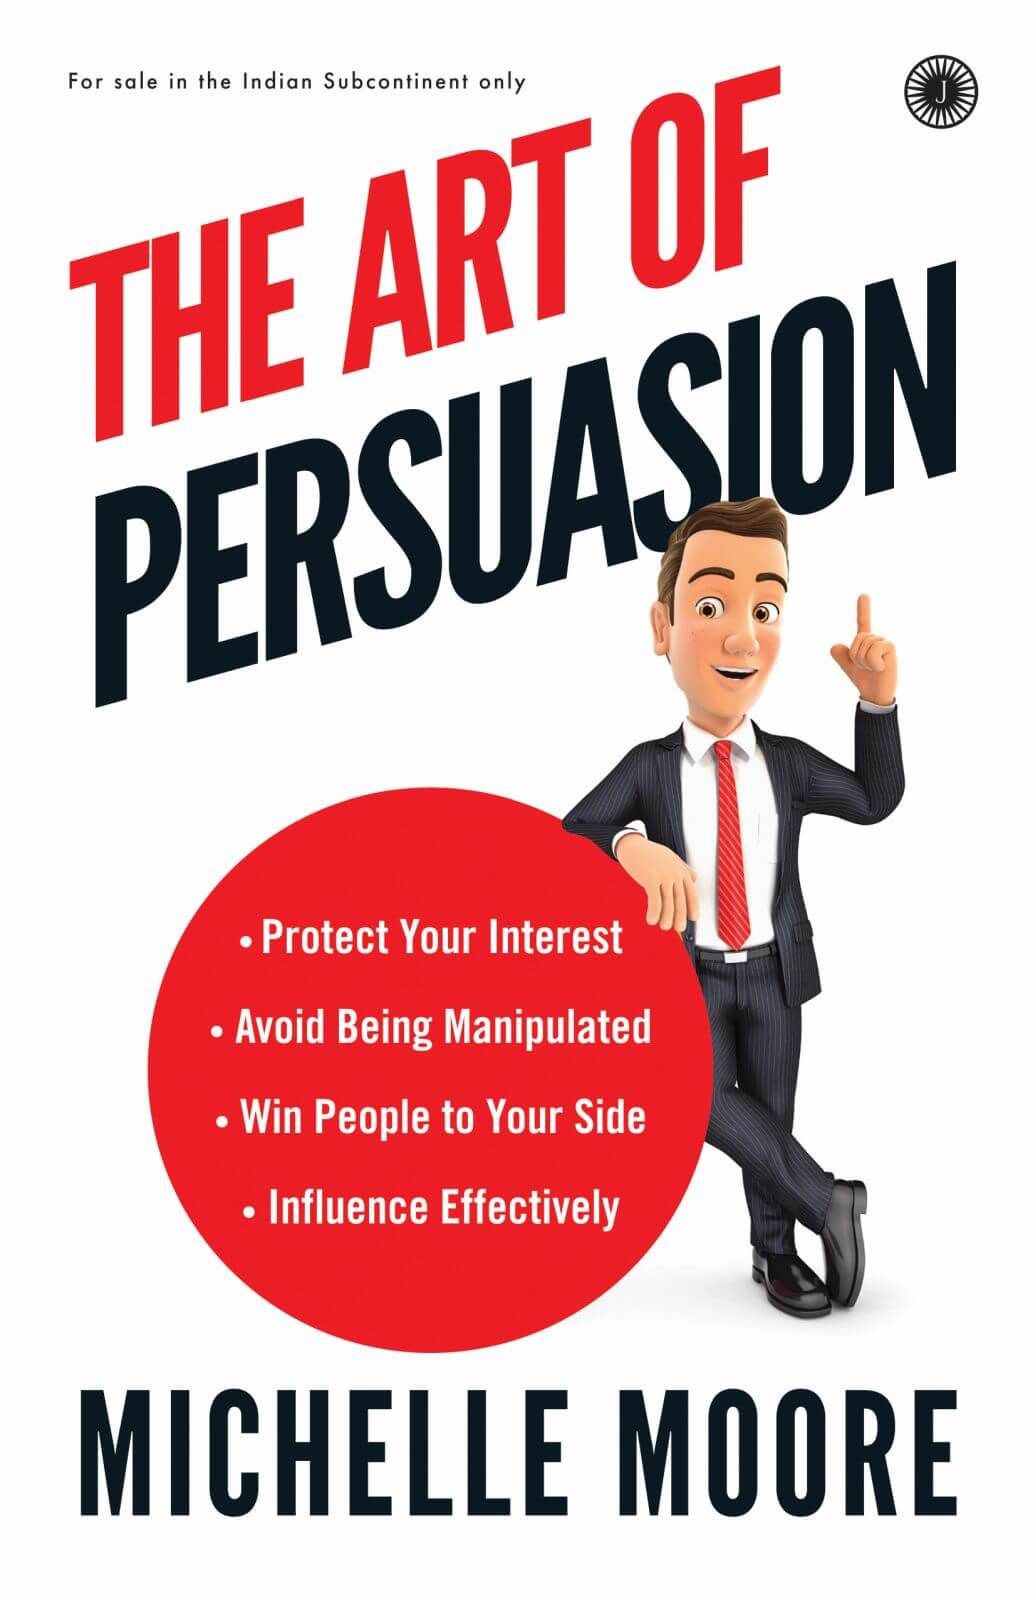 For sale in the Indian Subcontinent only
J
THE ART OF
PERSUASION
• Protect Your Interest
• Avoid Being Manipulated
• Win People to Your Side
• Influence Effectively
MICHELLE MOORE